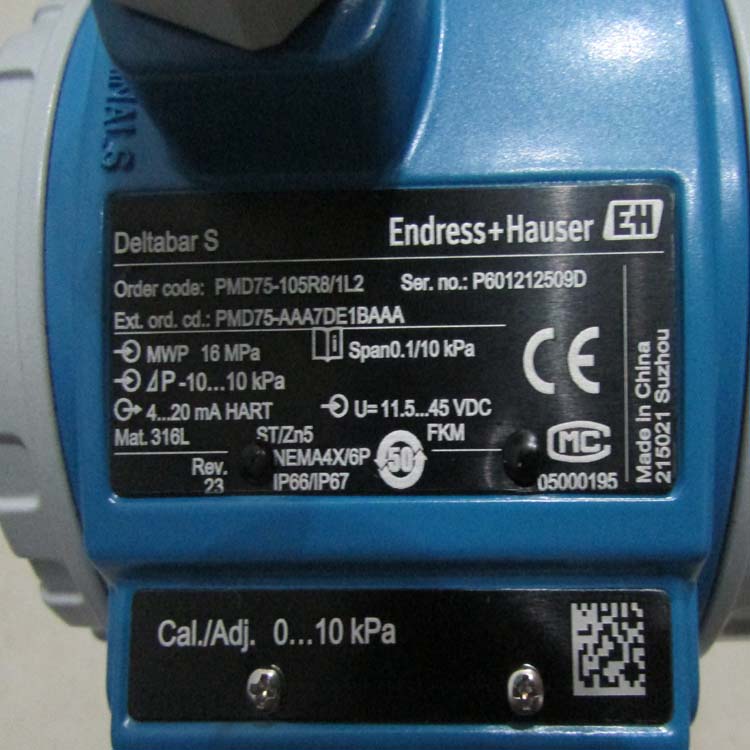 INALS
Deltabar S
Endress+Hauser EH
Order code: PMD75-105R8/1L2 Ser. no.: P601212509D
Ext. ord. cd.: PMD75-AAA7DE1BAAA
MWP 16 MPa Span0.1/10 kPa
⊿P -10...10 kPa
4...20 mA HART U= 11.5...45 VDC
Mat. 316L ST/Zn5 FKM
Rev. 23
NEMA4X/6P
IP66/IP67
50
CE
MC
05000195
Made in China
215021 Suzhou
Cal./Adj. 0...10 kPa